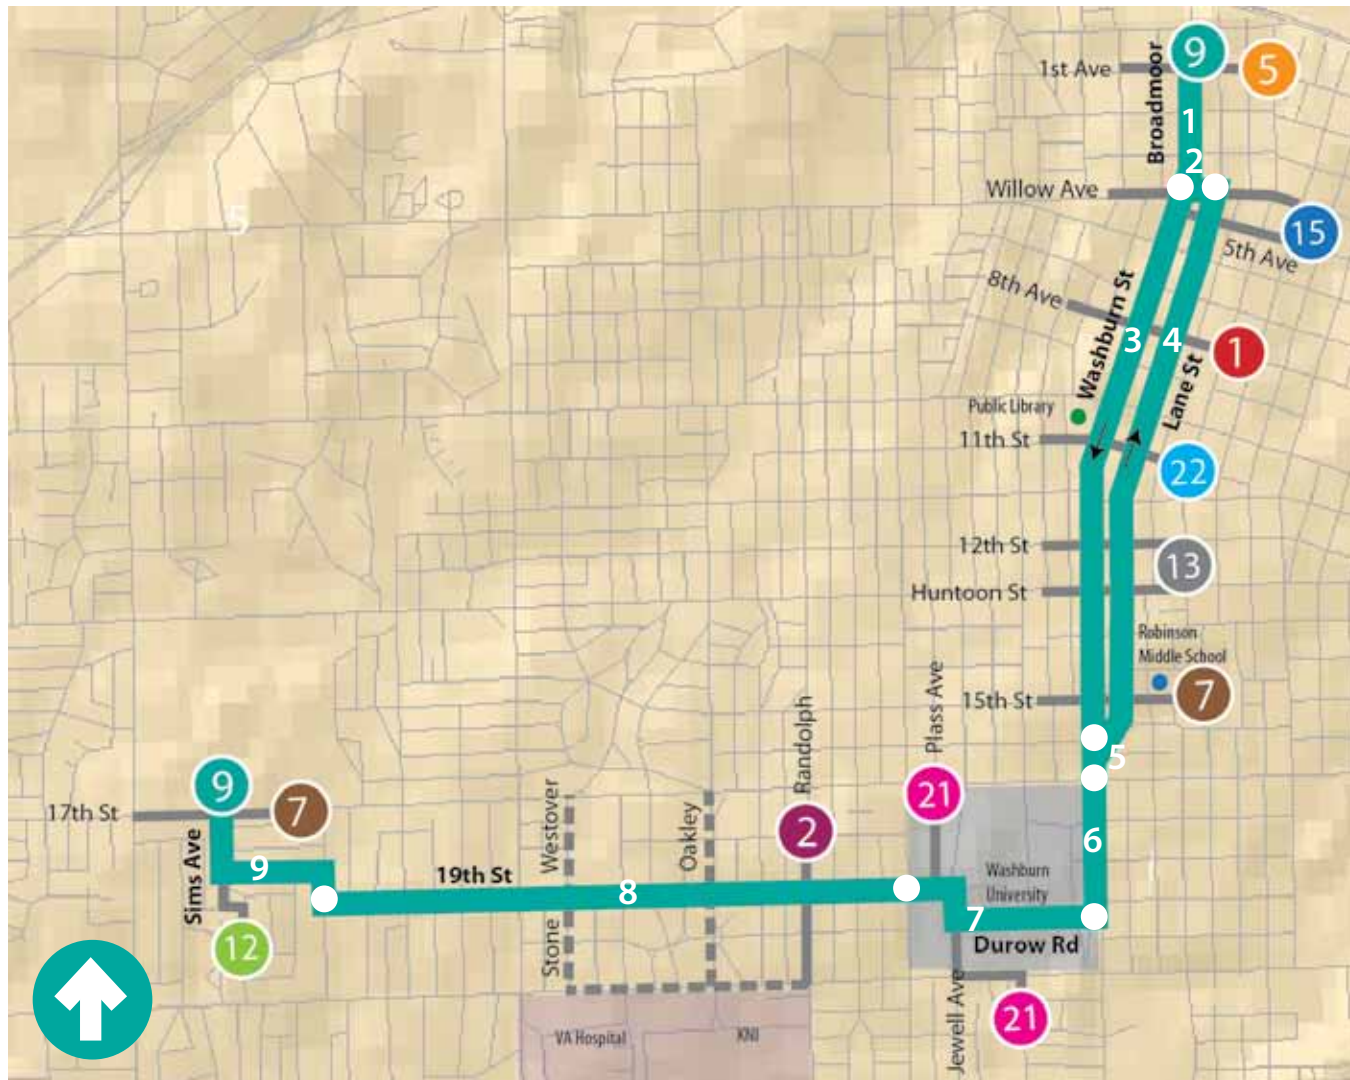 9
1st Ave
5
Broadmoor
1
2
Willow Ave
15
5
5th Ave
8th Ave
Washburn St
3
4
1
Lane St
Public Library
11th St
22
12th St
13
Huntoon St
Robinson
Middle School
15th St
7
Plass Ave
Randolph
5
9
7
17th St
Westover
Oakley
2
21
6
Sims Ave
9
19th St
8
Washburn
University
7
Durow Rd
12
Stone
Jewell Ave
21
VA Hospital
KNI